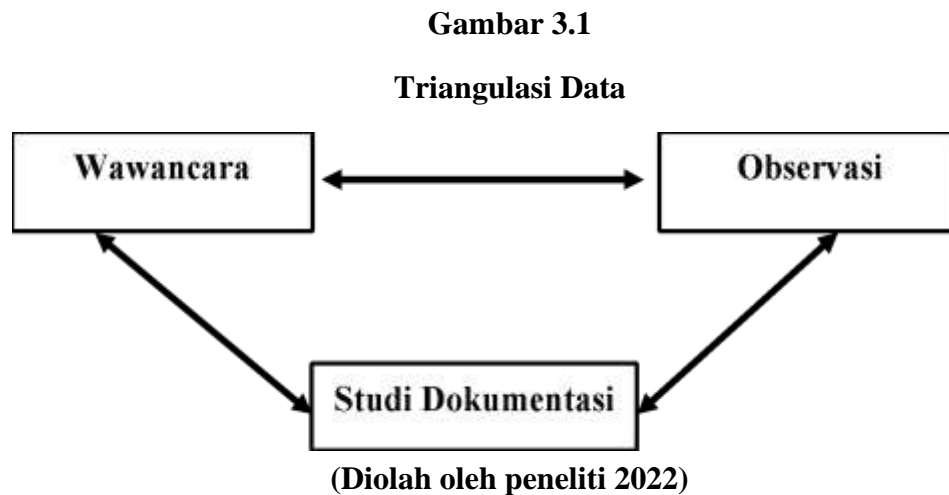 Gambar 3.1
Triangulasi Data
Wawancara
Observasi
Studi Dokumentasi
(Diolah oleh peneliti 2022)